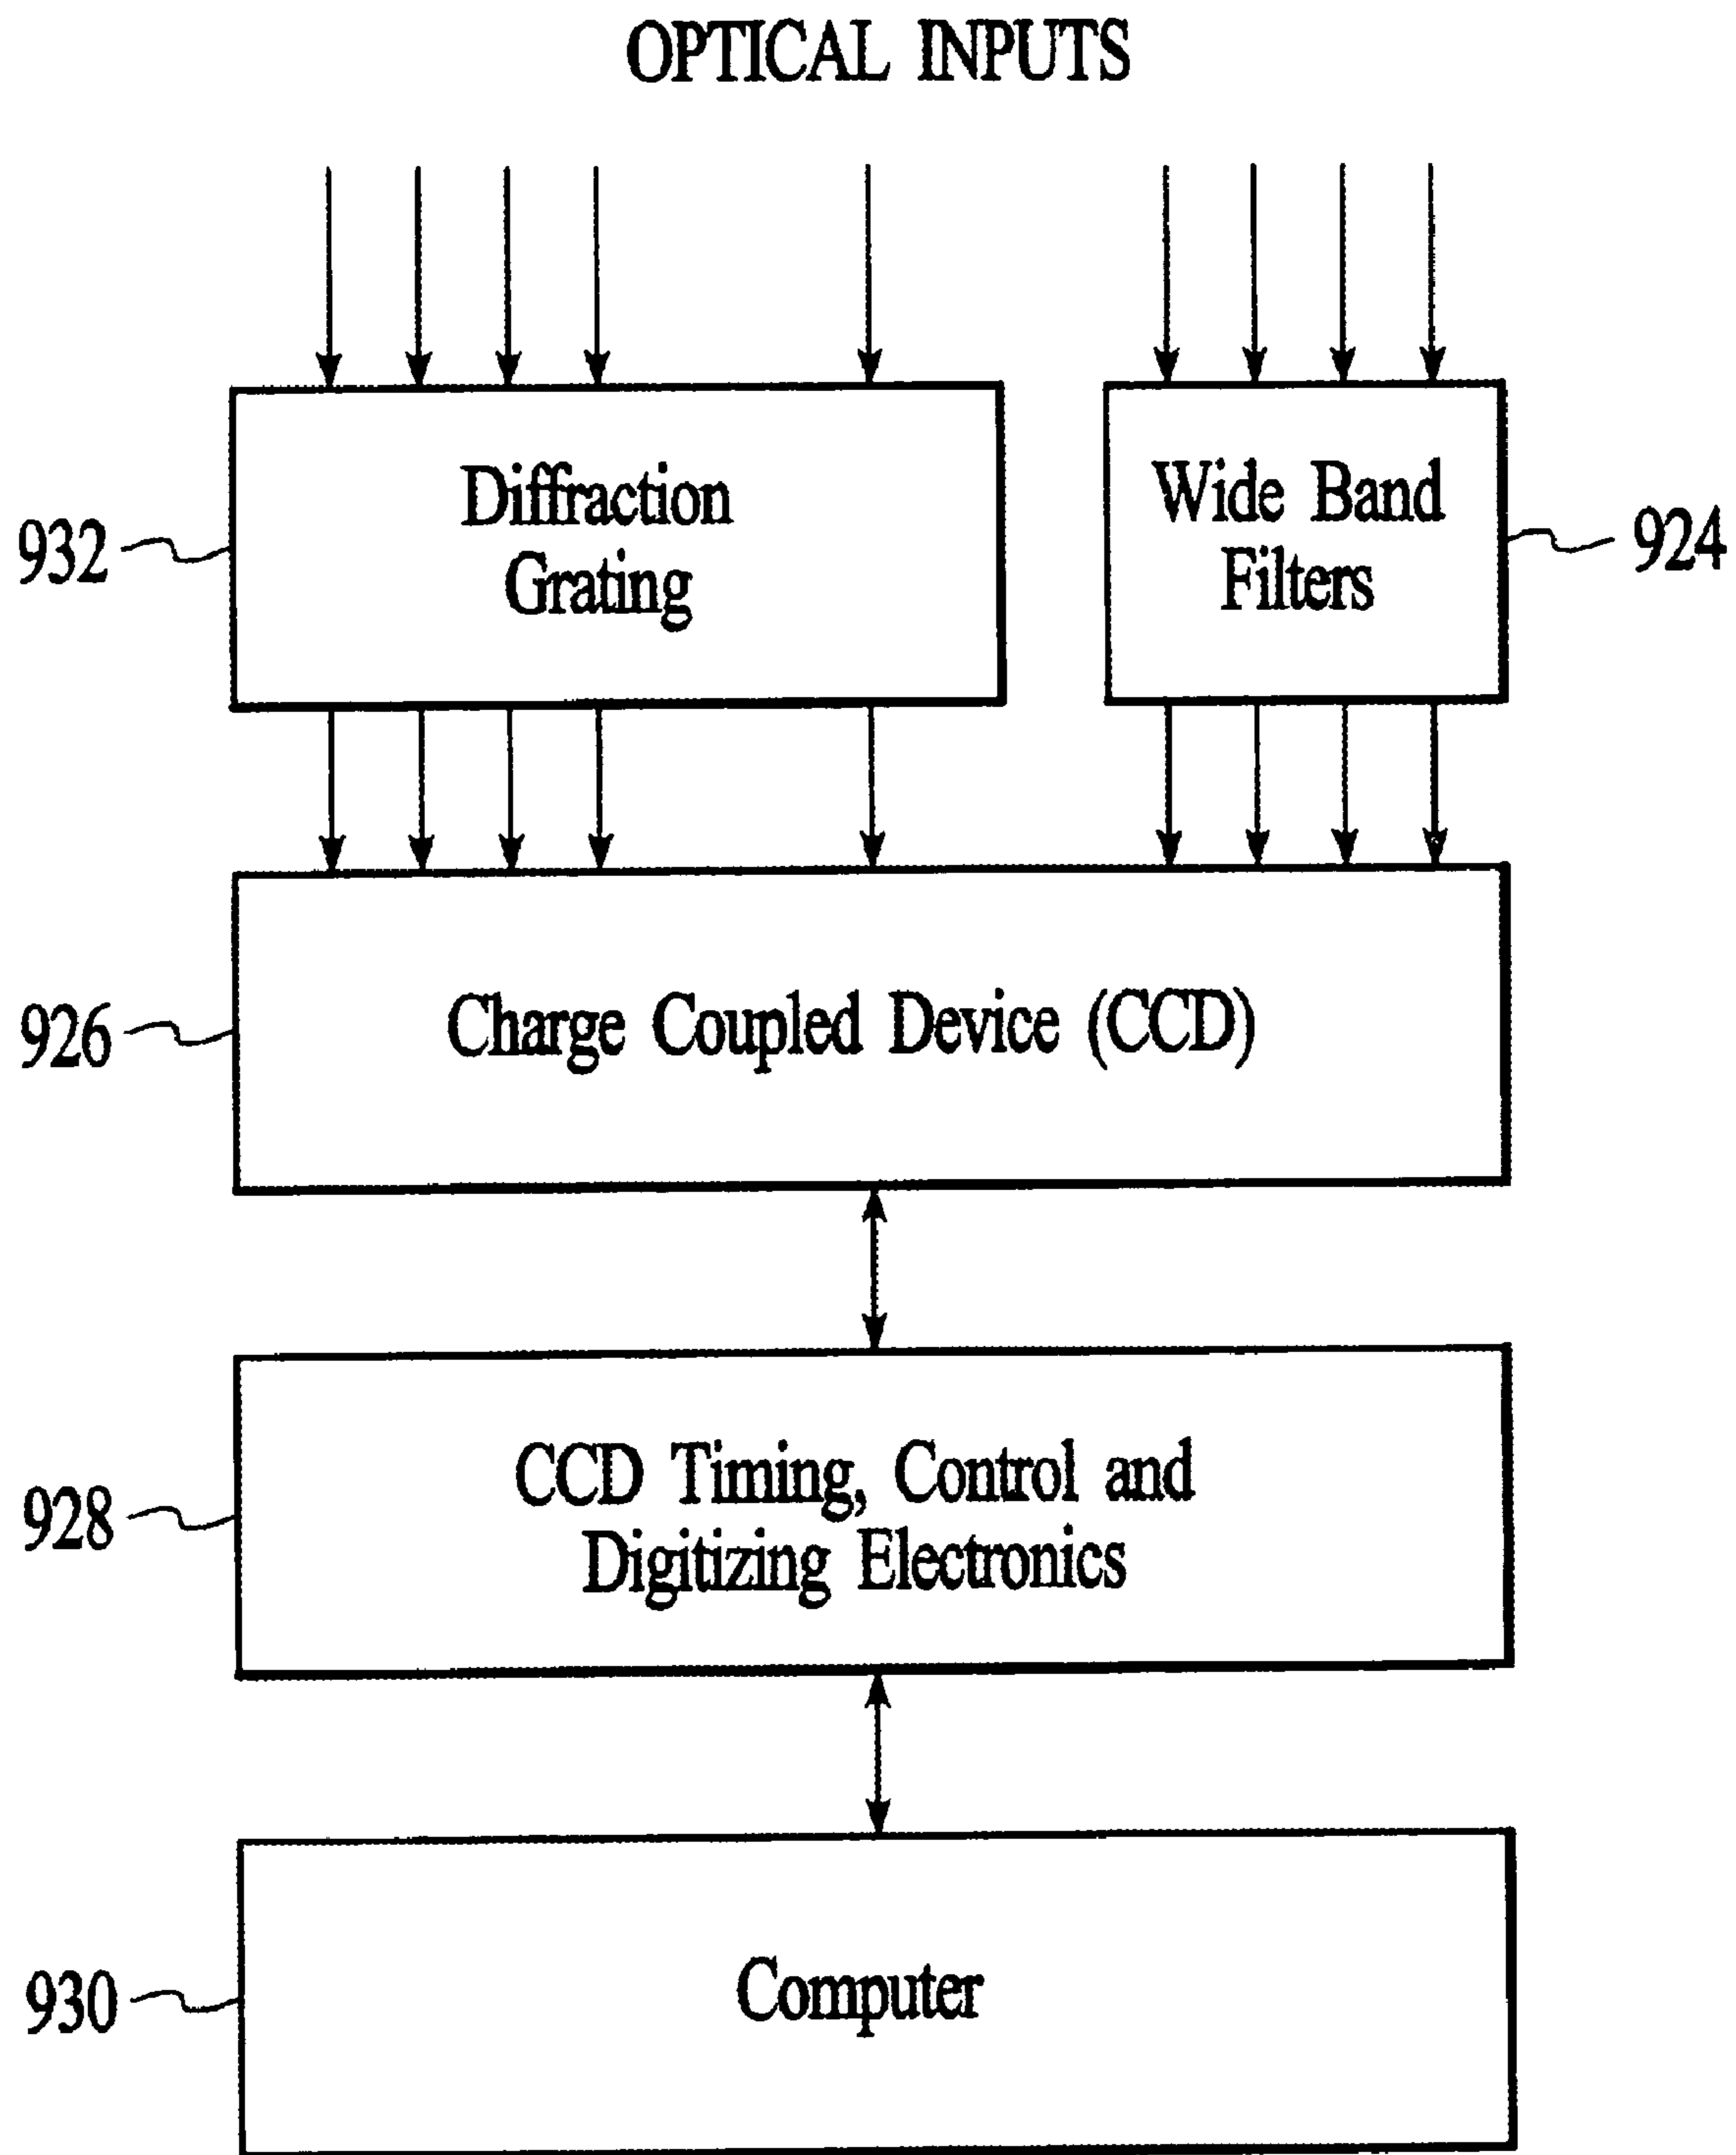 OPTICAL INPUTS
Diffraction
Grating
932
Wide Band
Filters
924
Charge Coupled Device (CCD)
926
CCD Timing, Control and
Digitizing Electronics
928
Computer
930